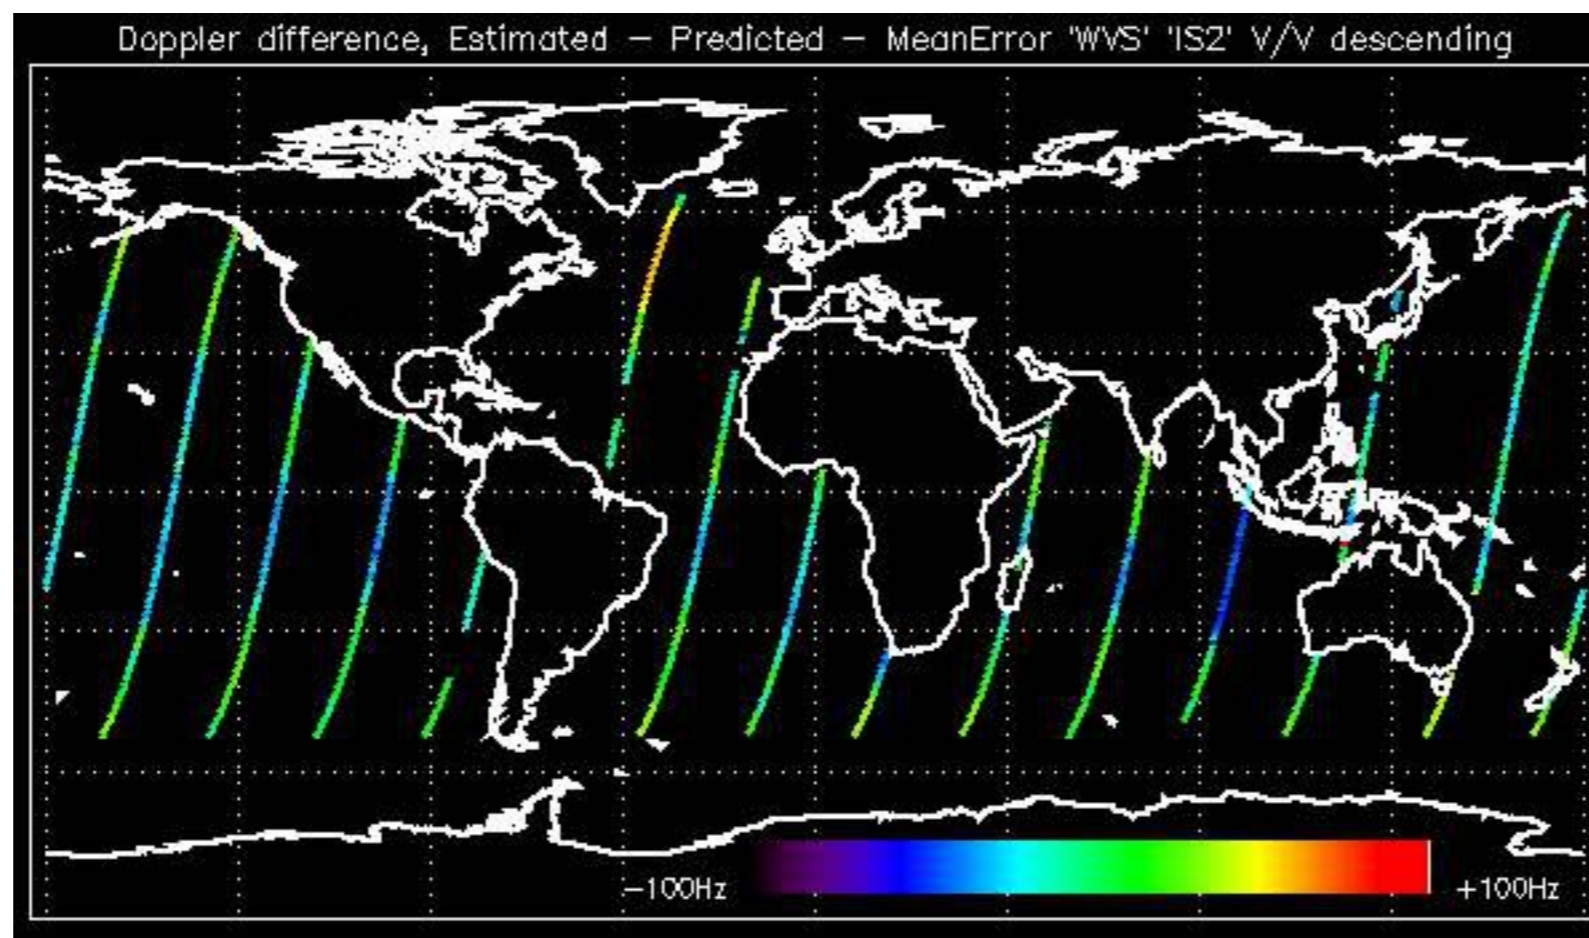 Doppler difference, Estimated – Predicted – MeanError 'WVS' 'IS2' V/V descending
–100Hz +100Hz